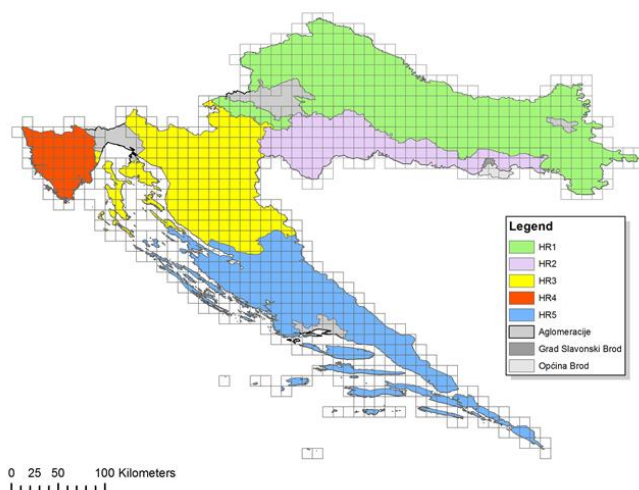 Legend
HR1
HR2
HR3
HR4
HR5
Aglomeracije
Grad Slavonski Brod
Općina Brod
0 25 50 100 Kilometers